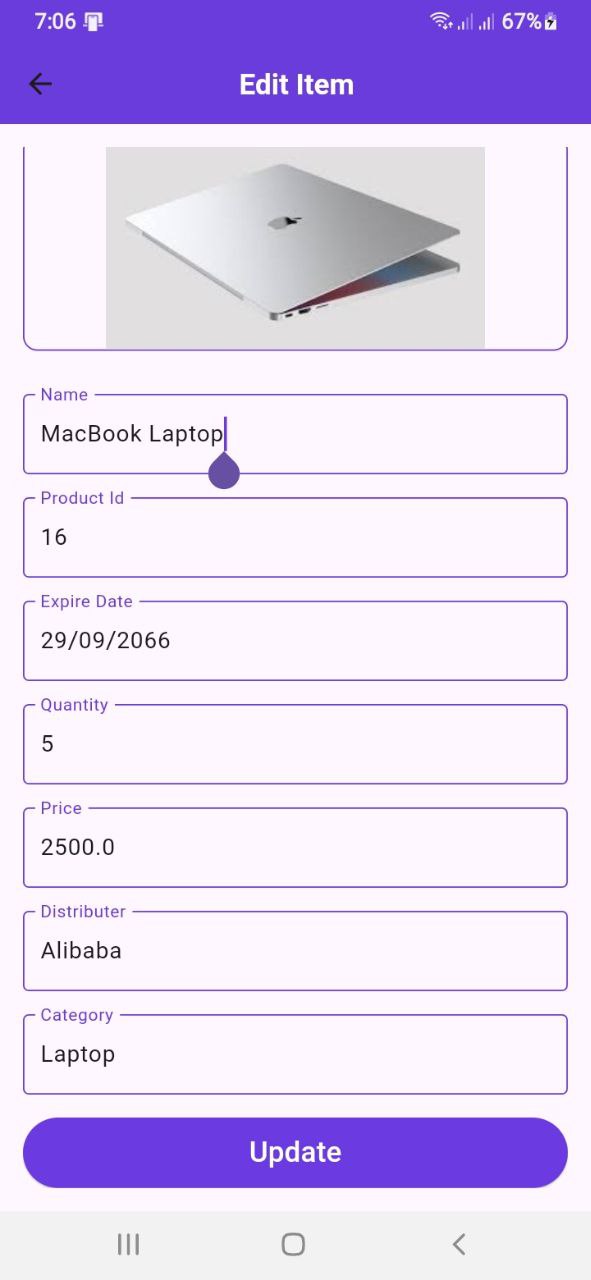 7:06
67%
Edit Item
Name
MacBook Laptop
Product Id
16
Expire Date
29/09/2066
Quantity
5
Price
2500.0
Distributer
Alibaba
Category
Laptop
Update